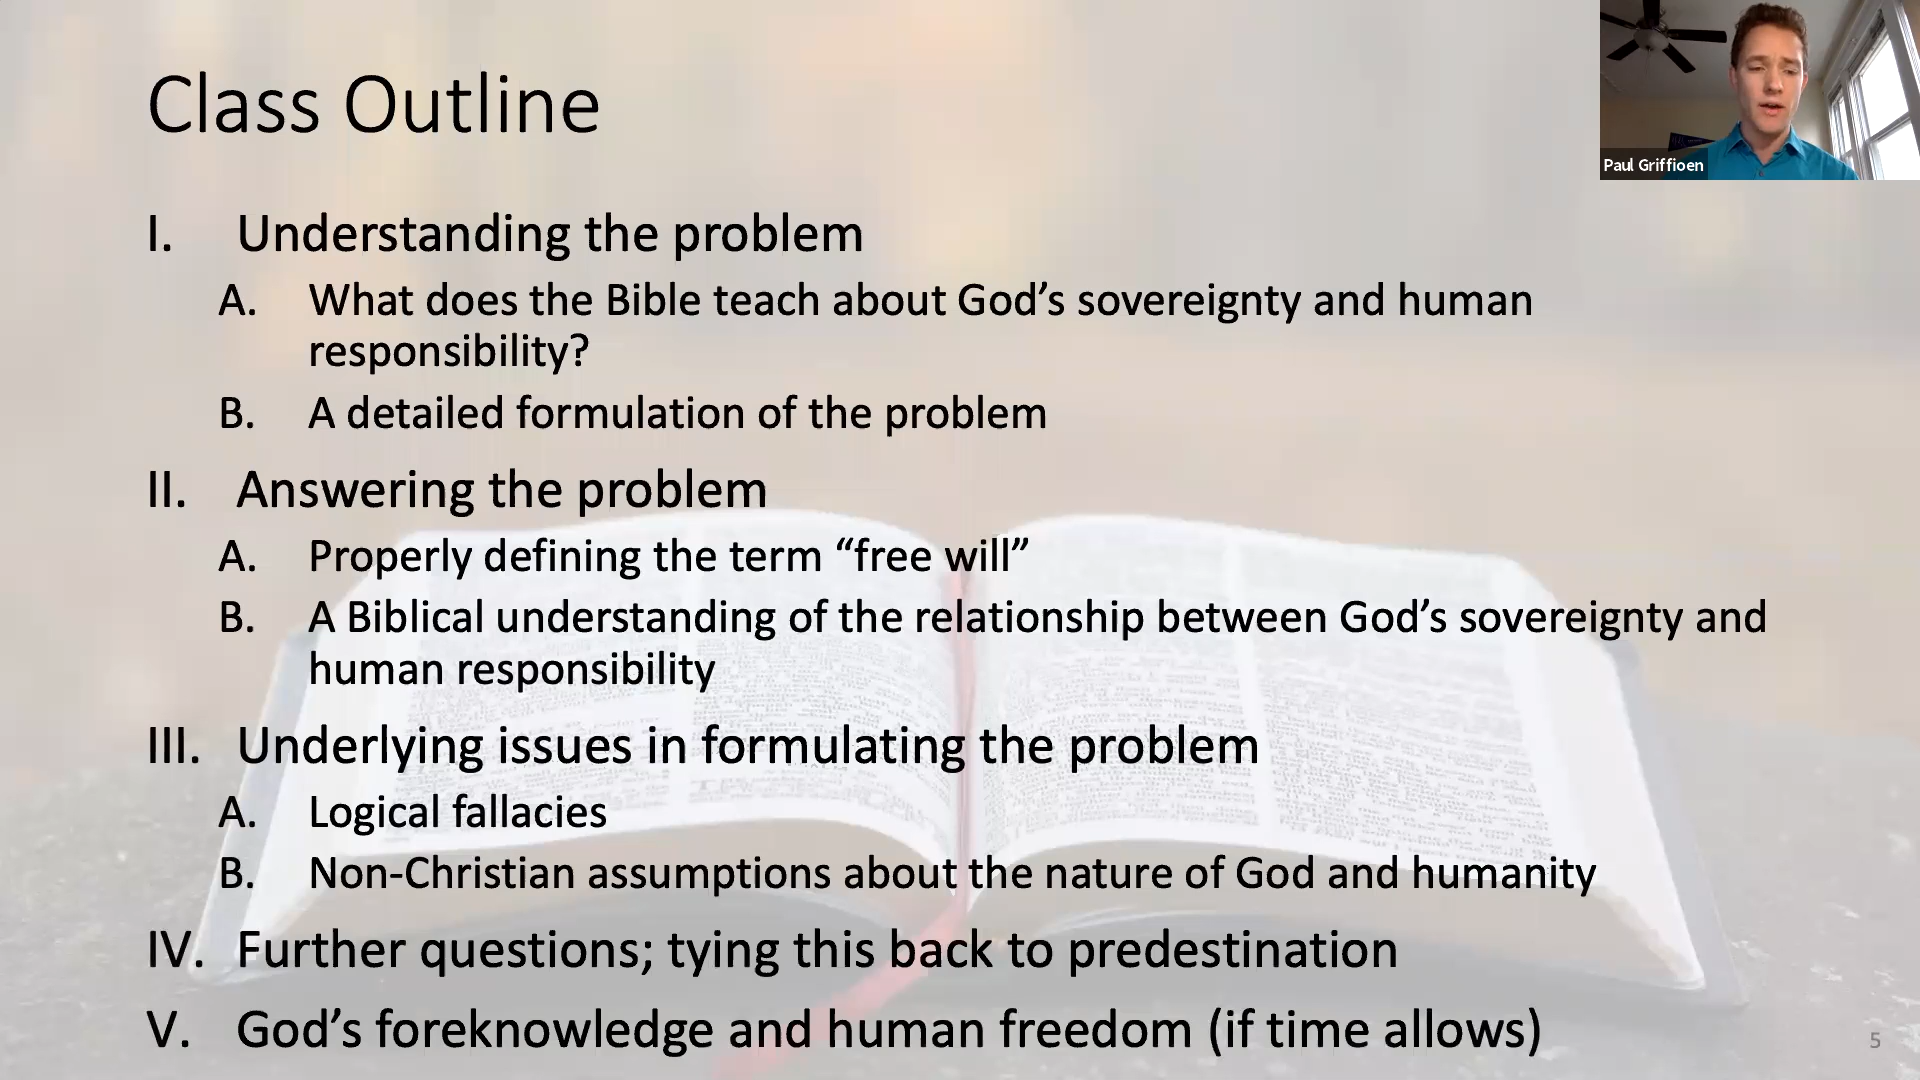 Class Outline
Paul Griffioen
I. Understanding the problem
A. What does the Bible teach about God’s sovereignty and human
responsibility?
B. A detailed formulation of the problem
II. Answering the problem
A. Properly defining the term “free will”
B. A Biblical understanding of the relationship between God’s sovereignty and
human responsibility
III. Underlying issues in formulating the problem
A. Logical fallacies
B. Non-Christian assumptions about the nature of God and humanity
IV. Further questions; tying this back to predestination
V. God’s foreknowledge and human freedom (if time allows)
5